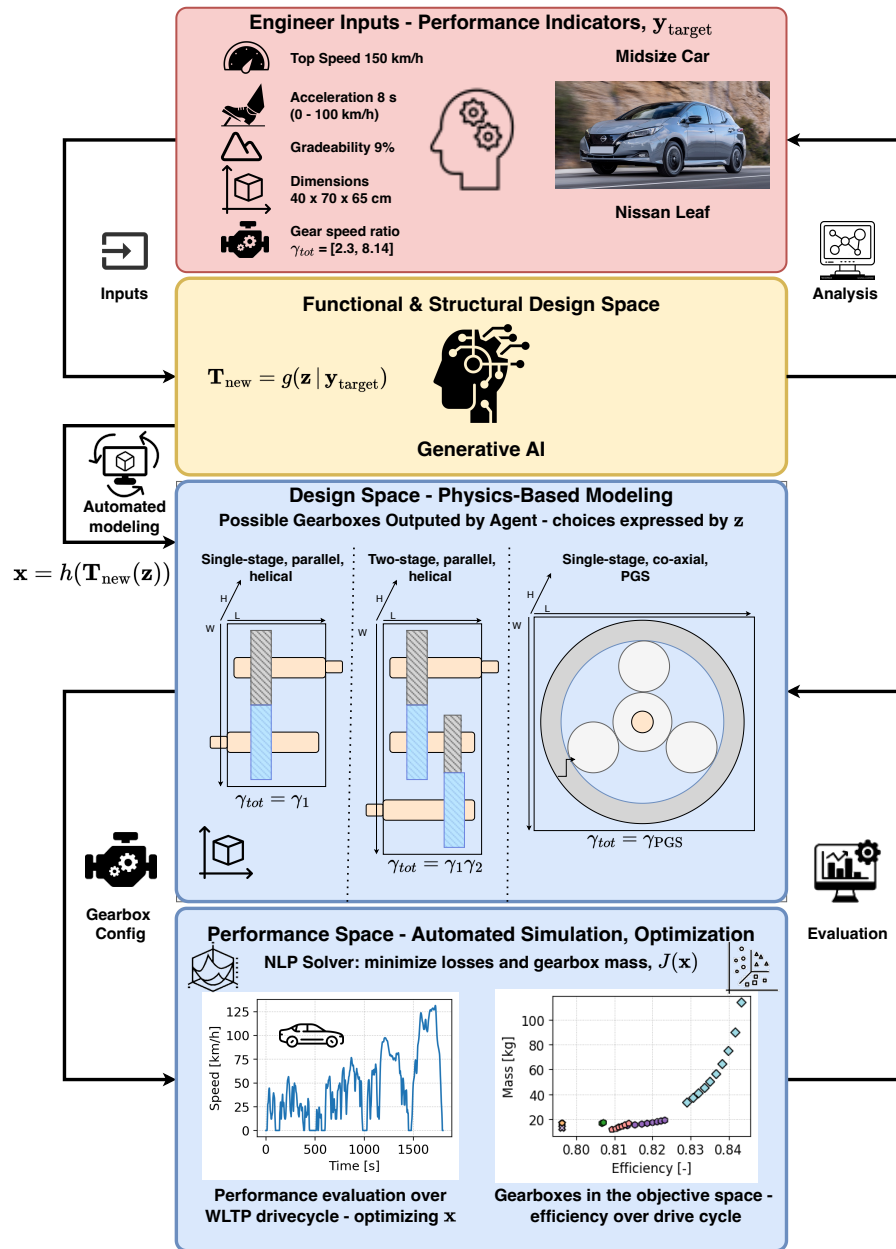 Engineer Inputs - Performance Indicators, y_target
Top Speed 150 km/h
Midsize Car
Acceleration 8 s
(0 - 100 km/h)
Gradeability 9%
Dimensions
40 x 70 x 65 cm
Nissan Leaf
Gear speed ratio
γ_tot = [2.3, 8.14]
Inputs
Analysis
Functional & Structural Design Space
T_new = g(z | y_target)
Generative AI
Automated
modeling
x = h(T_new(z))
Design Space - Physics-Based Modeling
Possible Gearboxes Outputed by Agent - choices expressed by z
Single-stage, parallel,
helical
Two-stage, parallel,
helical
Single-stage, co-axial,
PGS
H
L
W
H
L
W
H
L
W
γ_tot = γ_1
γ_tot = γ_1γ_2
γ_tot = γ_PGS
Gearbox
Config
Evaluation
Performance Space - Automated Simulation, Optimization
NLP Solver: minimize losses and gearbox mass, J(x)
Speed [km/h]
125
100
75
50
25
0
0
500
1000
1500
Time [s]
Mass [kg]
100
80
60
40
20
0.80
0.81
0.82
0.83
0.84
Efficiency [-]
Performance evaluation over
WLTP drivecycle - optimizing x
Gearboxes in the objective space -
efficiency over drive cycle